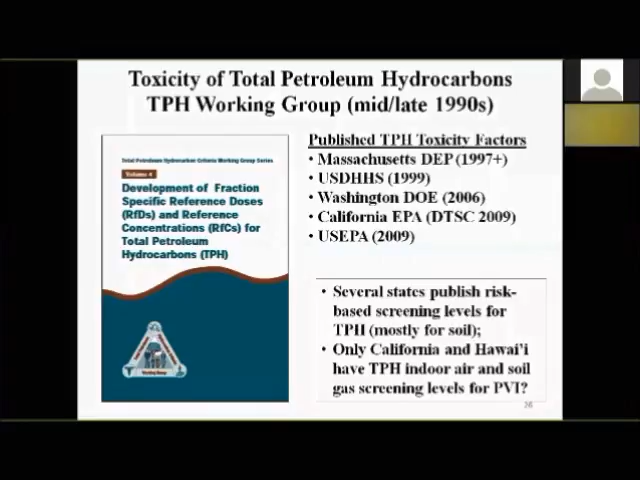 Toxicity of Total Petroleum Hydrocarbons
TPH Working Group (mid/late 1990s)
Total Petroleum Hydrocarbon Criteria Working Group Series
Volume 4
Development of Fraction
Specific Reference Doses
(RfDs) and Reference
Concentrations (RfCs) for
Total Petroleum
Hydrocarbons (TPH)
Published TPH Toxicity Factors
• Massachusetts DEP (1997+)
• USDHHS (1999)
• Washington DOE (2006)
• California EPA (DTSC 2009)
• USEPA (2009)
• Several states publish risk-
based screening levels for
TPH (mostly for soil);
• Only California and Hawai'i
have TPH indoor air and soil
gas screening levels for PVI?
26